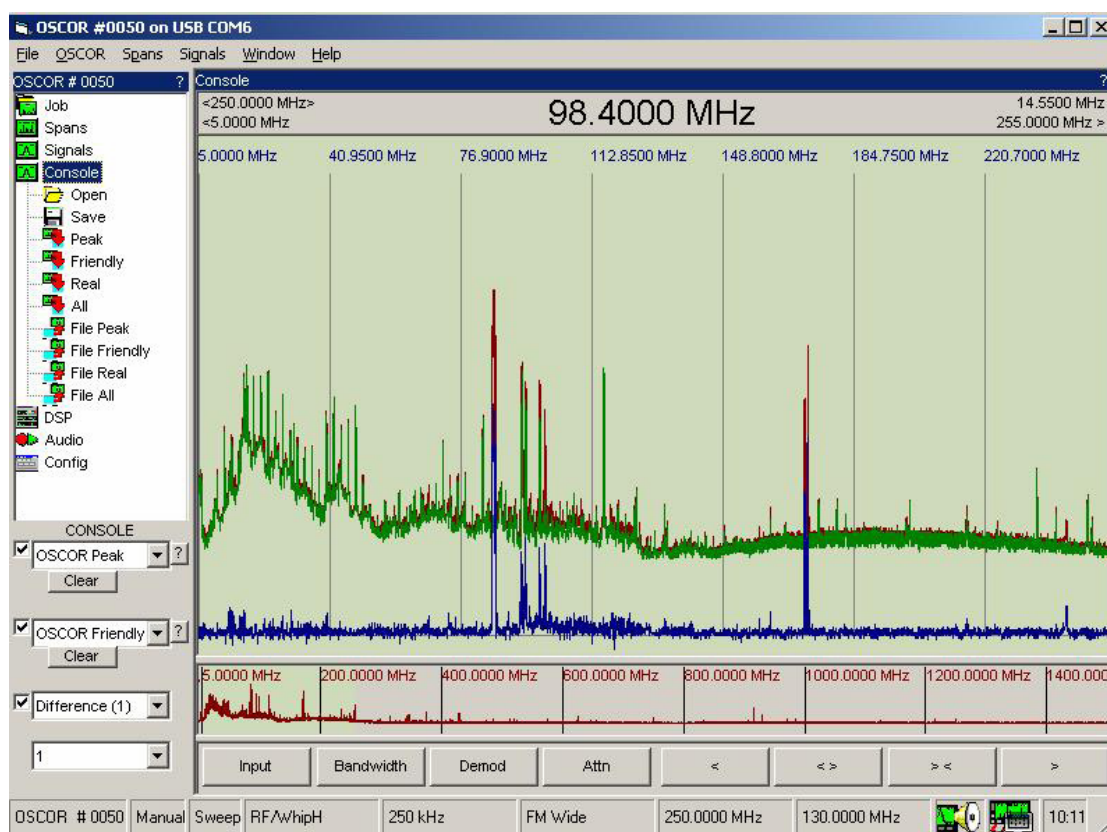 OSCOR #0050 on USB COM6
File OSCOR Spans Signals Window Help
OSCOR # 0050 ?
Job
Spans
Signals
Console
Open
Save
Peak
Friendly
Real
All
File Peak
File Friendly
File Real
File All
DSP
Audio
Config
CONSOLE
OSCOR Peak ?
Clear
OSCOR Friendly ?
Clear
Difference (1)
1
Console ?
<250.0000 MHz> 98.4000 MHz 14.5500 MHz
<5.0000 MHz 255.0000 MHz >
5.0000 MHz 40.9500 MHz 76.9000 MHz 112.8500 MHz 148.8000 MHz 184.7500 MHz 220.7000 MHz
5.0000 MHz 200.0000 MHz 400.0000 MHz 600.0000 MHz 800.0000 MHz 1000.0000 MHz 1200.0000 MHz 1400.000
Input Bandwidth Demod Attn < < > > < >
OSCOR # 0050 Manual Sweep RF/WhipH 250 kHz FM Wide 250.0000 MHz 130.0000 MHz 10:11